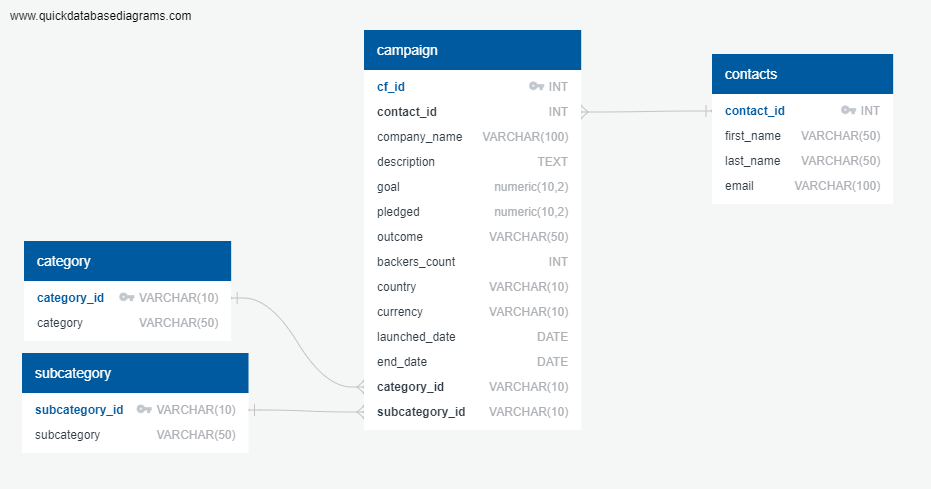 www.quickdatabasediagrams.com
campaign
cf_id INT
contact_id INT
company_name VARCHAR(100)
description TEXT
goal numeric(10,2)
pledged numeric(10,2)
outcome VARCHAR(50)
backers_count INT
country VARCHAR(10)
currency VARCHAR(10)
launched_date DATE
end_date DATE
category_id VARCHAR(10)
subcategory_id VARCHAR(10)
contacts
contact_id INT
first_name VARCHAR(50)
last_name VARCHAR(50)
email VARCHAR(100)
category
category_id VARCHAR(10)
category VARCHAR(50)
subcategory
subcategory_id VARCHAR(10)
subcategory VARCHAR(50)